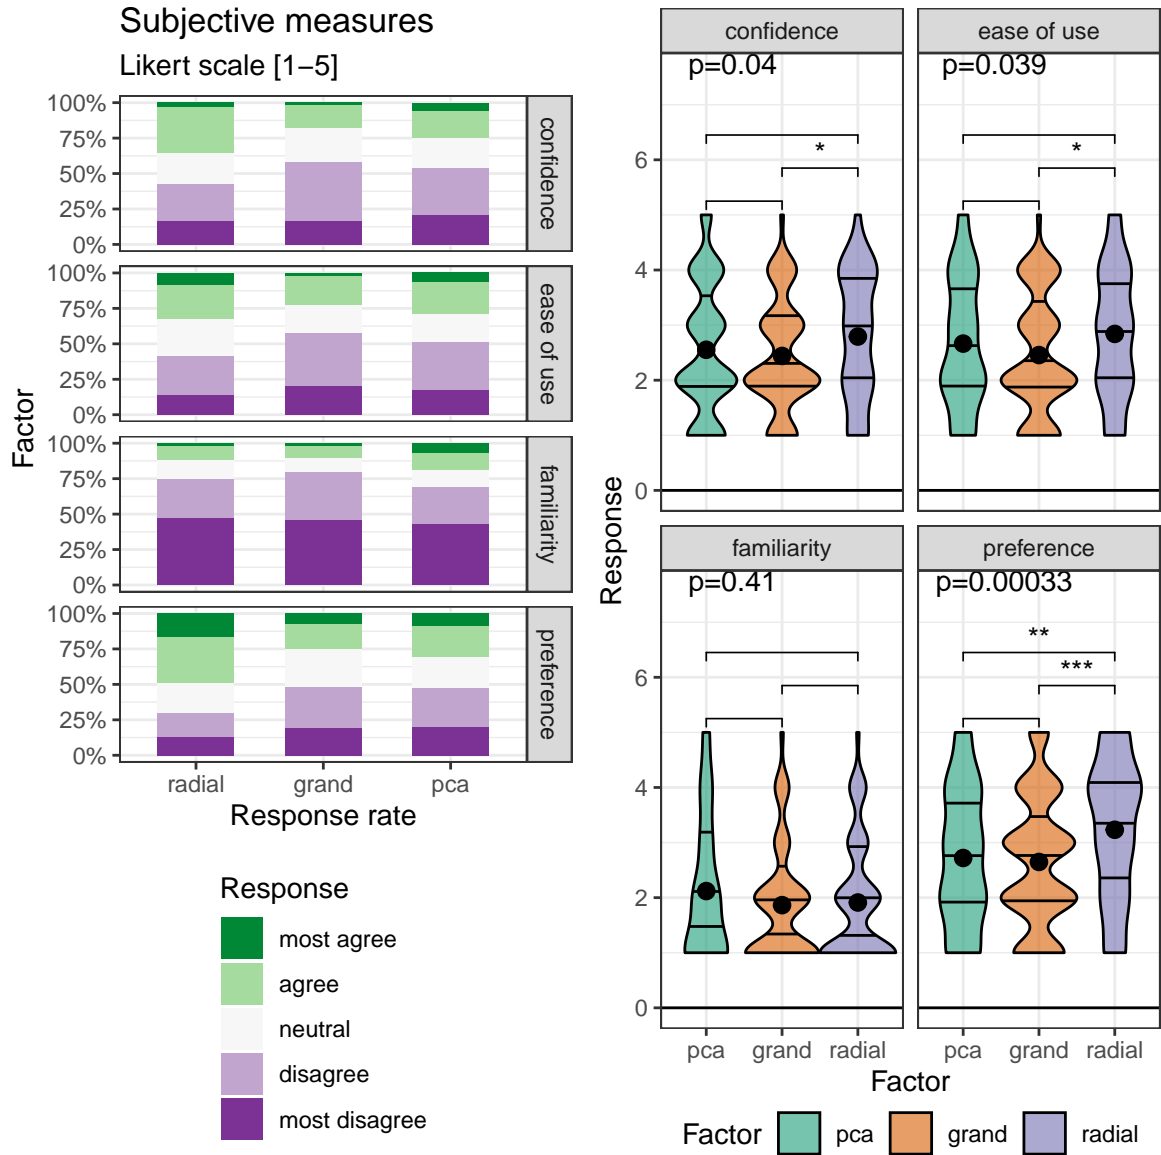 Subjective measures
Likert scale [1−5]
Factor
100%
75%
50%
25%
0%
confidence
100%
75%
50%
25%
0%
ease of use
100%
75%
50%
25%
0%
familiarity
100%
75%
50%
25%
0%
preference
radial grand pca
Response rate
Response
most agree
agree
neutral
disagree
most disagree
Response
confidence
p=0.04
*
6
4
2
0
ease of use
p=0.039
*
familiarity
p=0.41
6
4
2
0
preference
p=0.00033
**
***
pca grand radial
pca grand radial
Factor
Factor pca grand radial